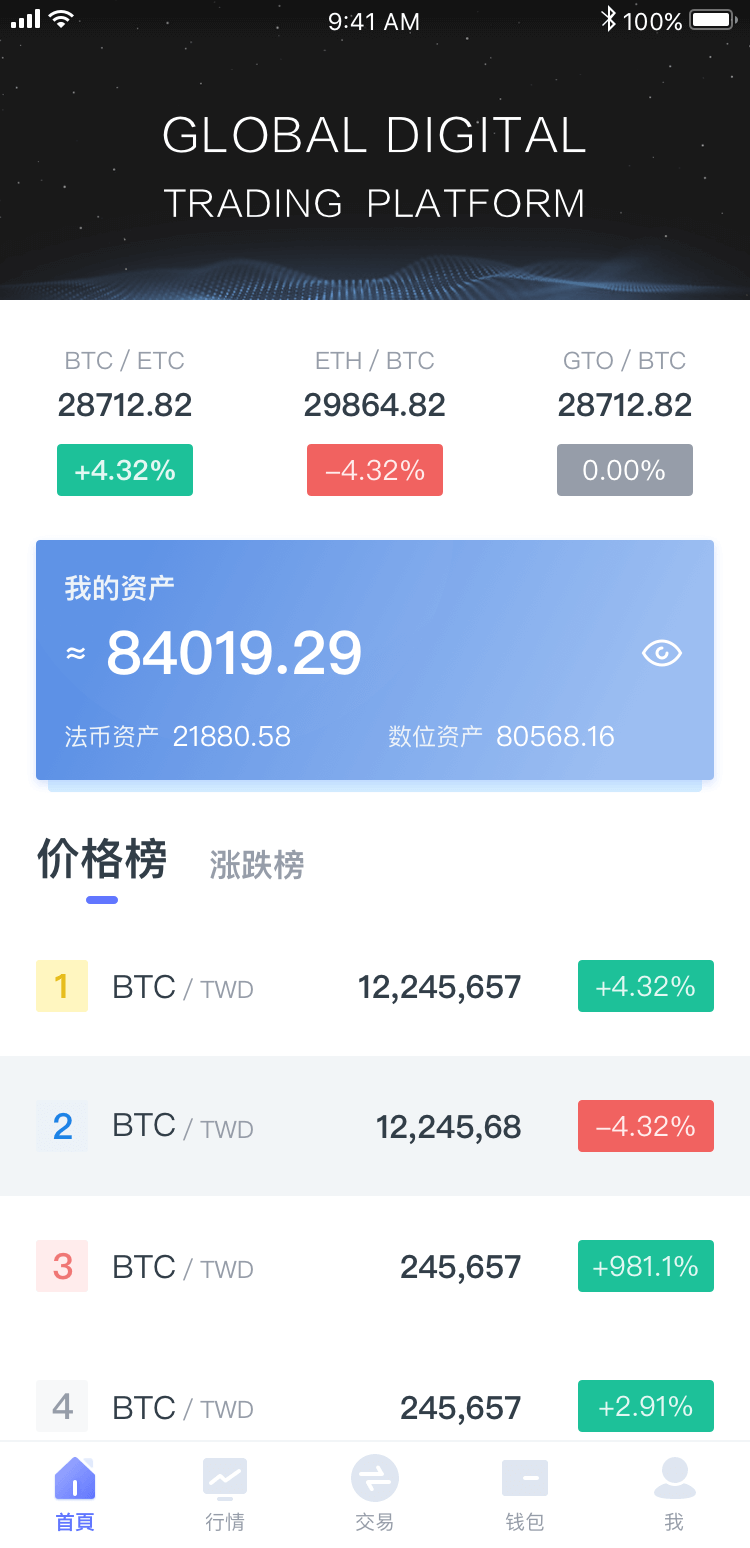 9:41 AM 100%
GLOBAL DIGITAL
TRADING PLATFORM
BTC / ETC ETH / BTC GTO / BTC
28712.82 29864.82 28712.82
+4.32% –4.32% 0.00%
我的资产
≈ 84019.29
法币资产 21880.58 数位资产 80568.16
价格榜 涨跌榜
1 BTC / TWD 12,245,657 +4.32%
2 BTC / TWD 12,245,68 –4.32%
3 BTC / TWD 245,657 +981.1%
4 BTC / TWD 245,657 +2.91%
首頁 行情 交易 钱包 我